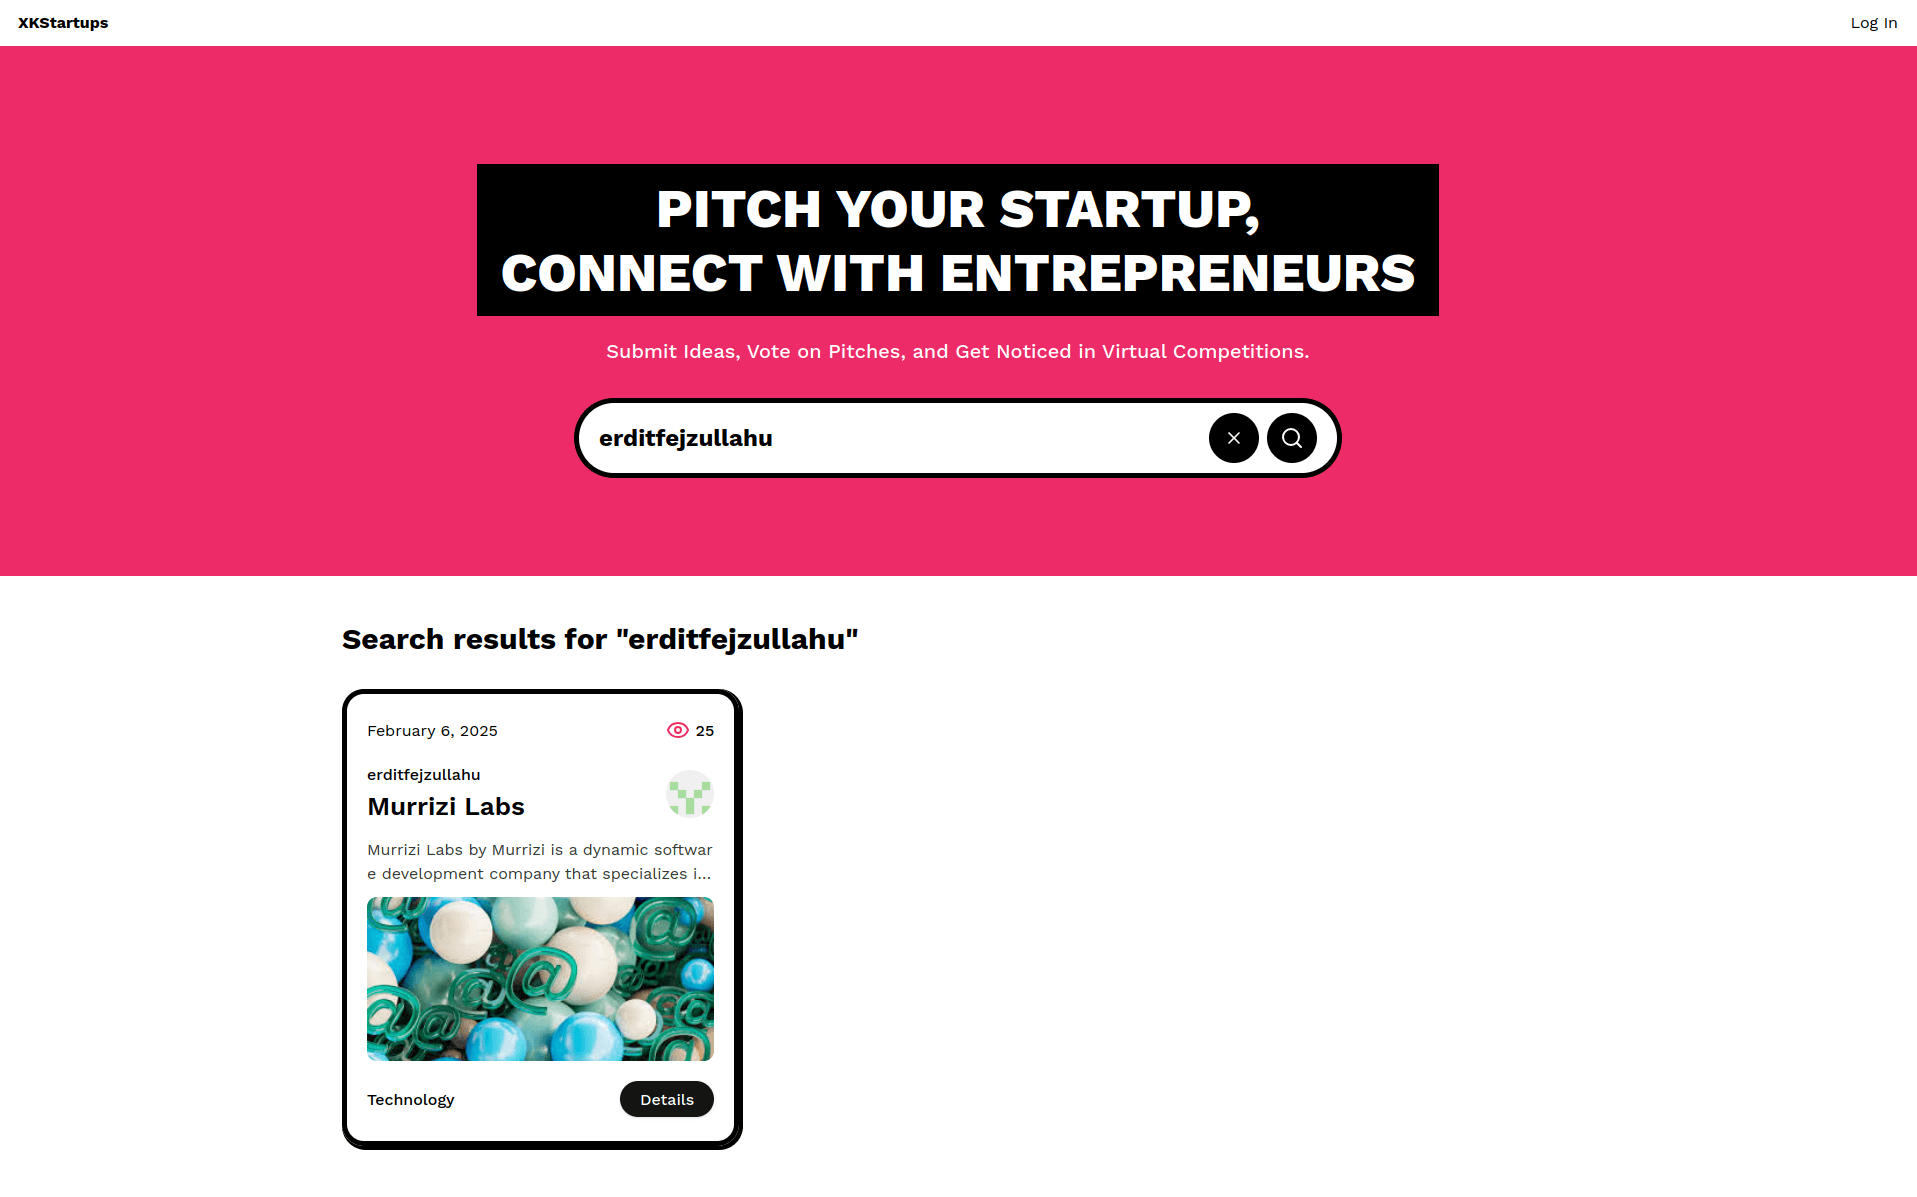 XKStartups
Log In
PITCH YOUR STARTUP,
CONNECT WITH ENTREPRENEURS
Submit Ideas, Vote on Pitches, and Get Noticed in Virtual Competitions.
erditfejzullahu
Search results for "erditfejzullahu"
February 6, 2025
25
erditfejzullahu
Murrizi Labs
Murrizi Labs by Murrizi is a dynamic softwar
e development company that specializes i...
Technology
Details